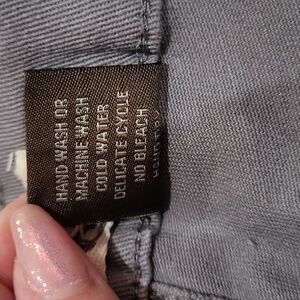 HAND WASH OR
MACHINE WASH
COLD WATER
DELICATE CYCLE
NO BLEACH